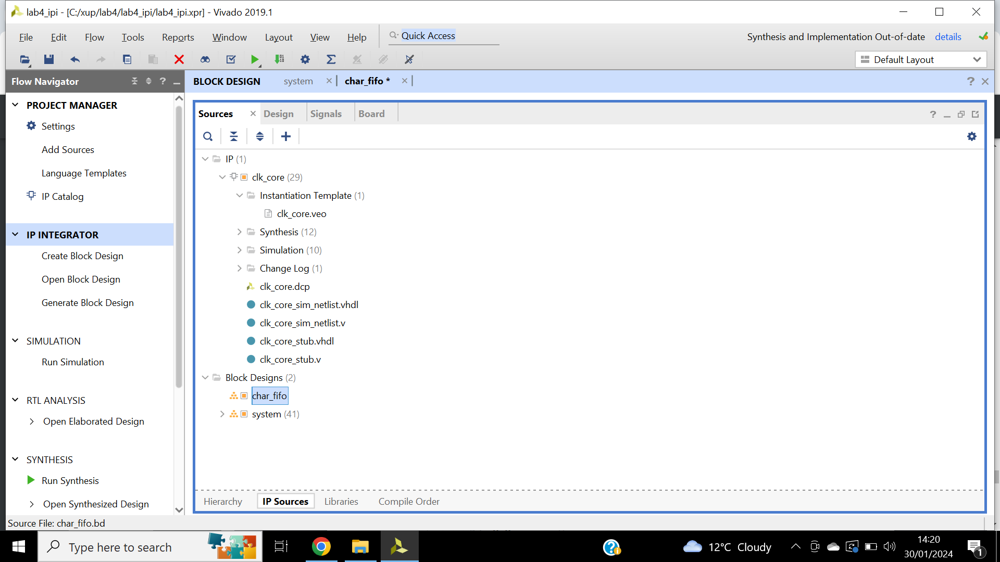 lab4_ipi - [C:/xup/lab4/lab4_ipi/lab4_ipi.xpr] - Vivado 2019.1
File Edit Flow Tools Reports Window Layout View Help Quick Access
Synthesis and Implementation Out-of-date details
Default Layout
Flow Navigator
BLOCK DESIGN system char_fifo *
PROJECT MANAGER
Settings
Add Sources
Language Templates
IP Catalog
IP INTEGRATOR
Create Block Design
Open Block Design
Generate Block Design
SIMULATION
Run Simulation
RTL ANALYSIS
Open Elaborated Design
SYNTHESIS
Run Synthesis
Open Synthesized Design
Sources Design Signals Board
IP (1)
clk_core (29)
Instantiation Template (1)
clk_core.veo
Synthesis (12)
Simulation (10)
Change Log (1)
clk_core.dcp
clk_core_sim_netlist.vhdl
clk_core_sim_netlist.v
clk_core_stub.vhdl
clk_core_stub.v
Block Designs (2)
char_fifo
system (41)
Hierarchy IP Sources Libraries Compile Order
Source File: char_fifo.bd
Type here to search
12°C Cloudy
14:20
30/01/2024
1